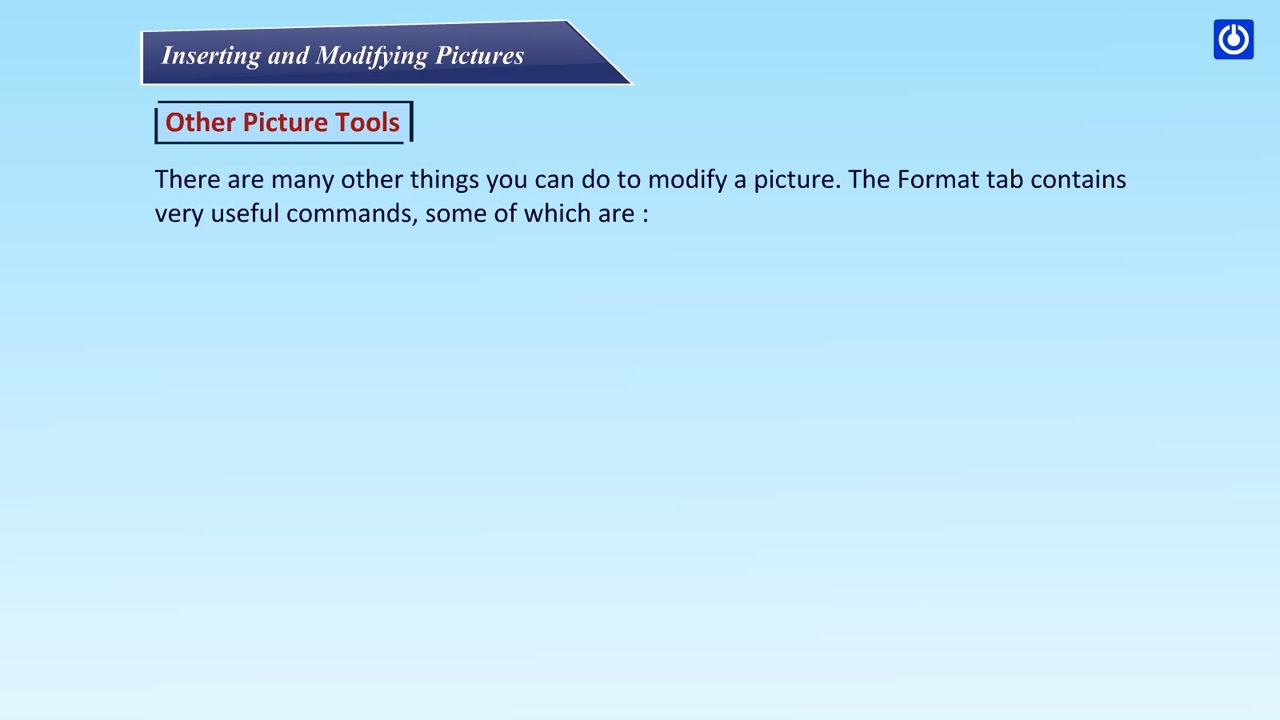 Inserting and Modifying Pictures
Other Picture Tools
There are many other things you can do to modify a picture. The Format tab contains
very useful commands, some of which are :